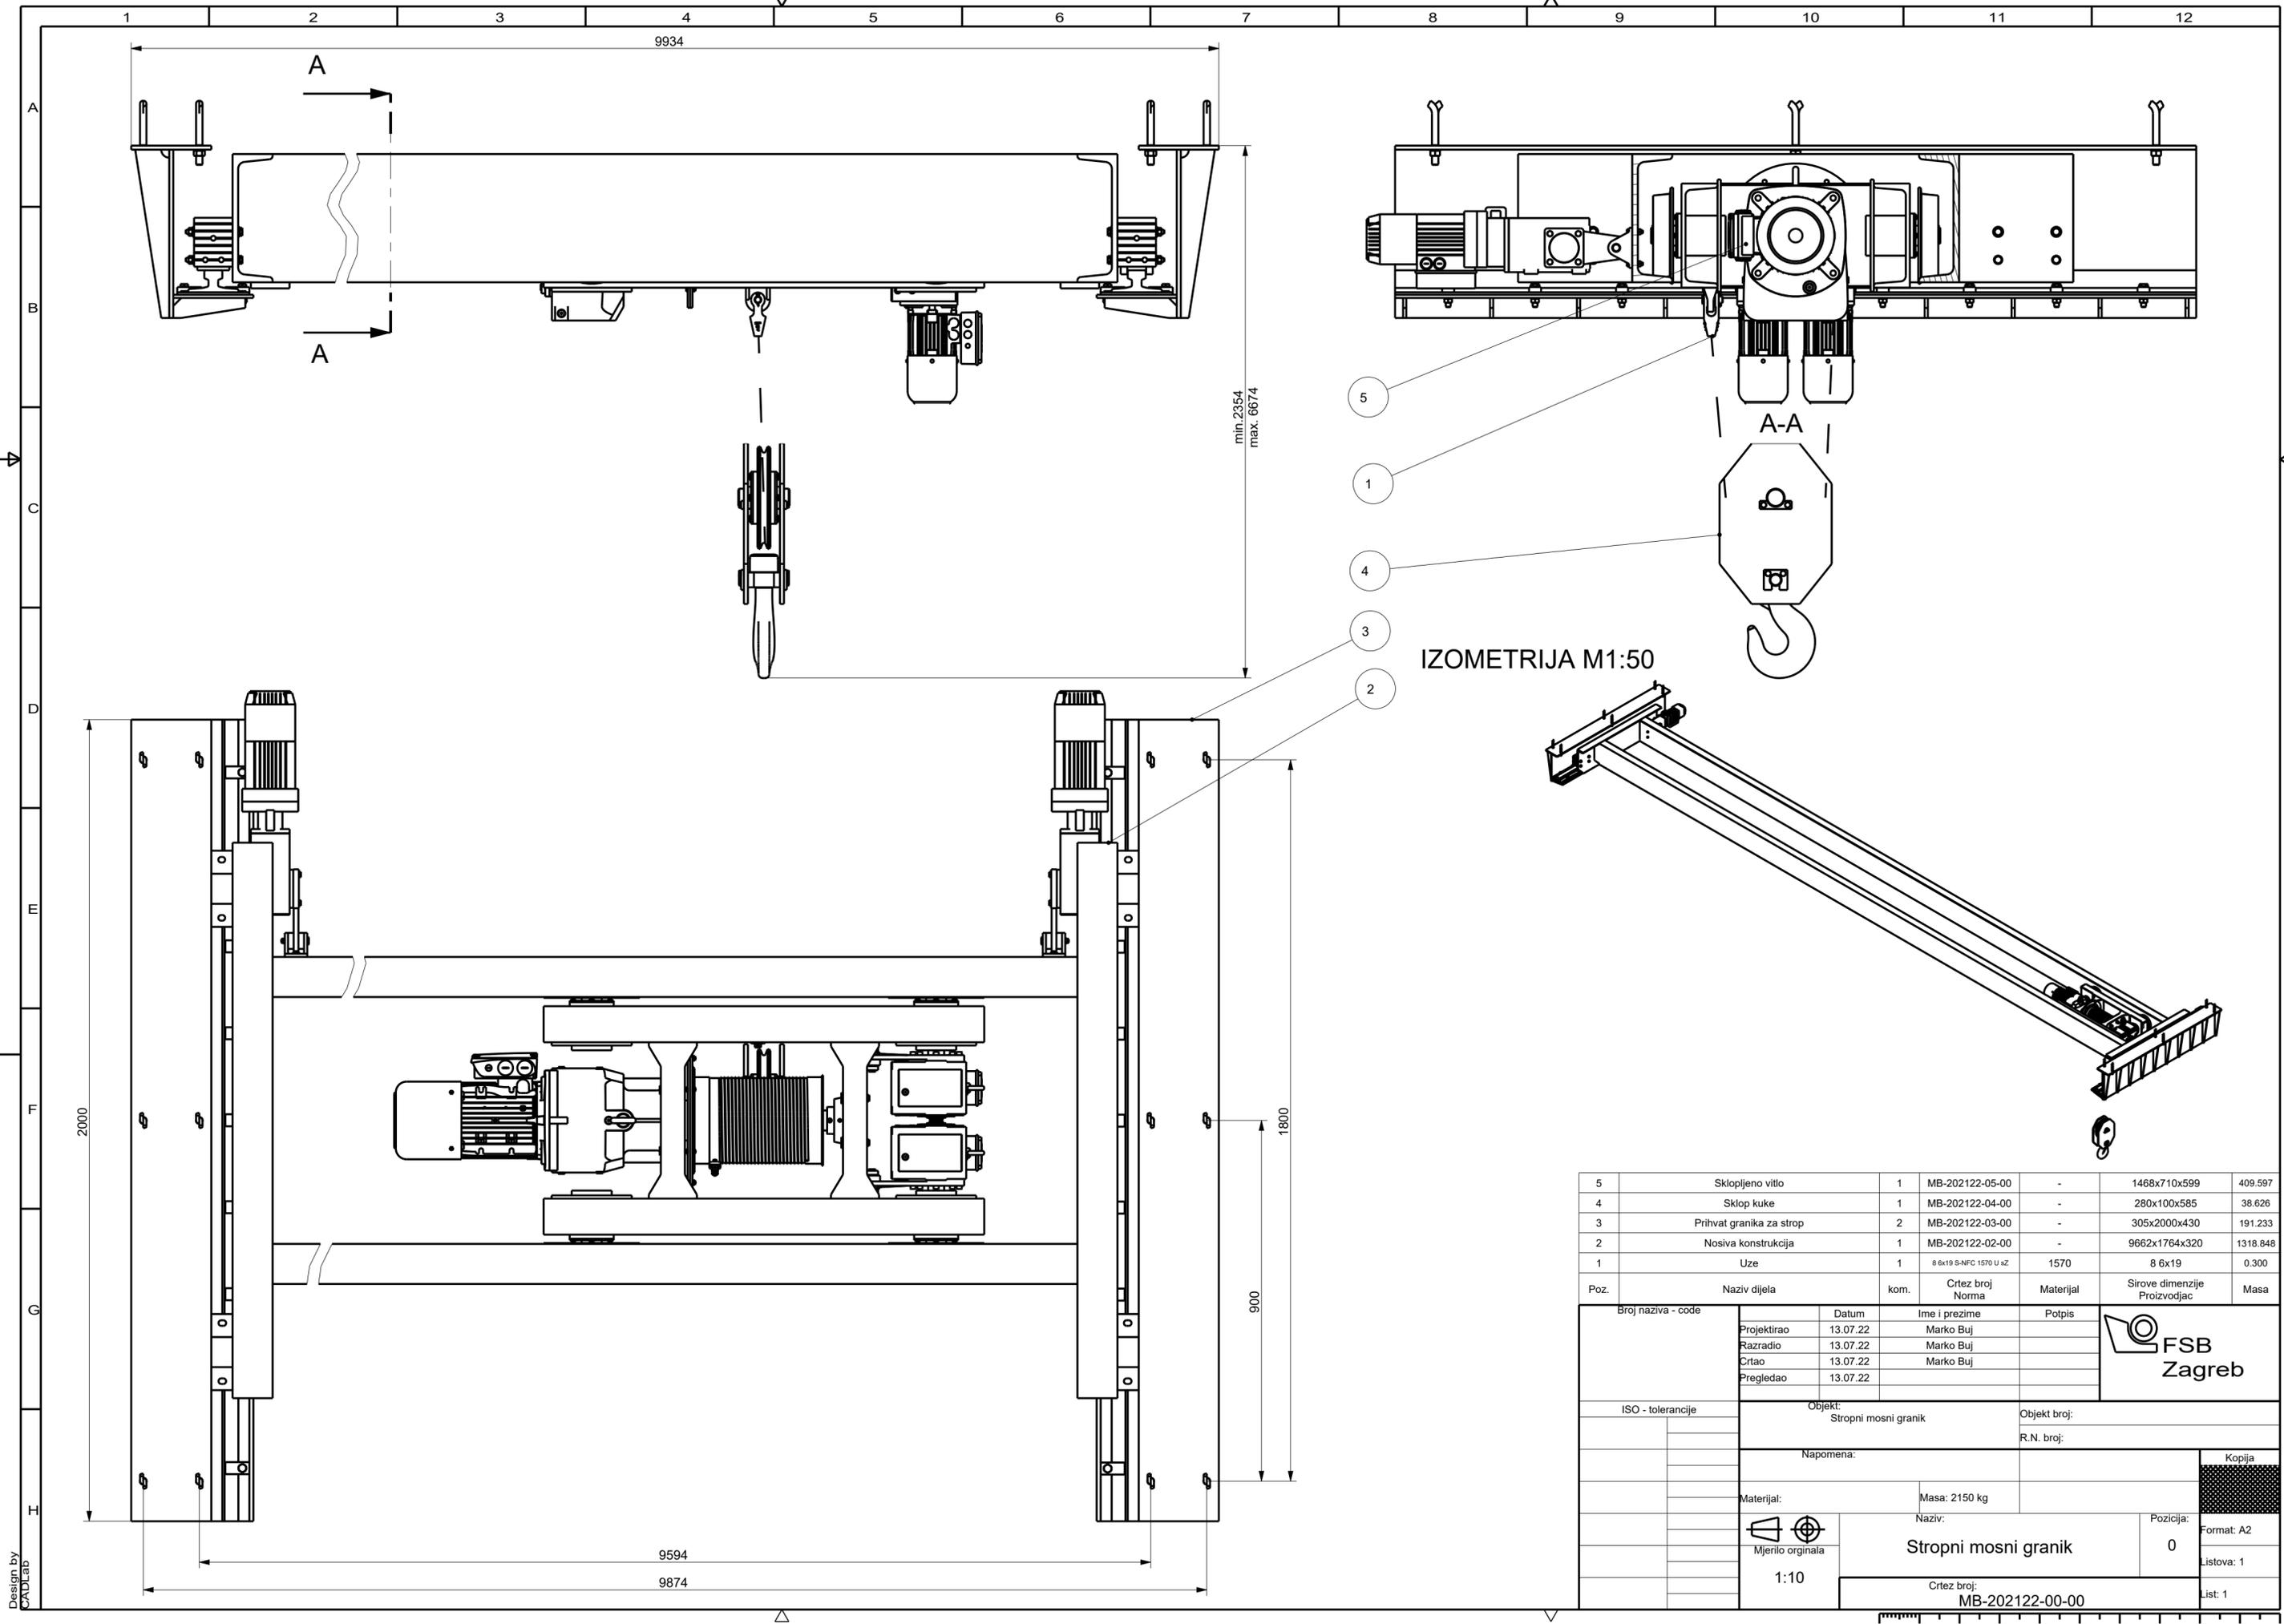 1 2 3 4 5 6 7 8 9 10 11 12
A
B
C
D
E
F
G
H
9934
A
A
min.2354
max. 6674
5
1
4
3
2
A-A
IZOMETRIJA M1:50
2000
1800
900
9594
9874
5 Sklopljeno vitlo 1 MB-202122-05-00 - 1468x710x599 409.597
4 Sklop kuke 1 MB-202122-04-00 - 280x100x585 38.626
3 Prihvat granika za strop 2 MB-202122-03-00 - 305x2000x430 191.233
2 Nosiva konstrukcija 1 MB-202122-02-00 - 9662x1764x320 1318.848
1 Uze 1 8 6x19 S-NFC 1570 U sZ 1570 8 6x19 0.300
Poz. Naziv dijela kom. Crtez broj Norma Materijal Sirove dimenzije Proizvodjac Masa
Broj naziva - code
Datum Ime i prezime Potpis
Projektirao 13.07.22 Marko Buj
Razradio 13.07.22 Marko Buj
Crtao 13.07.22 Marko Buj
Pregledao 13.07.22
FSB
Zagreb
ISO - tolerancije
Objekt:
Stropni mosni granik
Objekt broj:
R.N. broj:
Napomena:
Kopija
Materijal:
Masa: 2150 kg
Mjerilo orginala
1:10
Naziv:
Stropni mosni granik
Pozicija:
0
Format: A2
Listova: 1
List: 1
Crtez broj:
MB-202122-00-00
Design by
CADLab